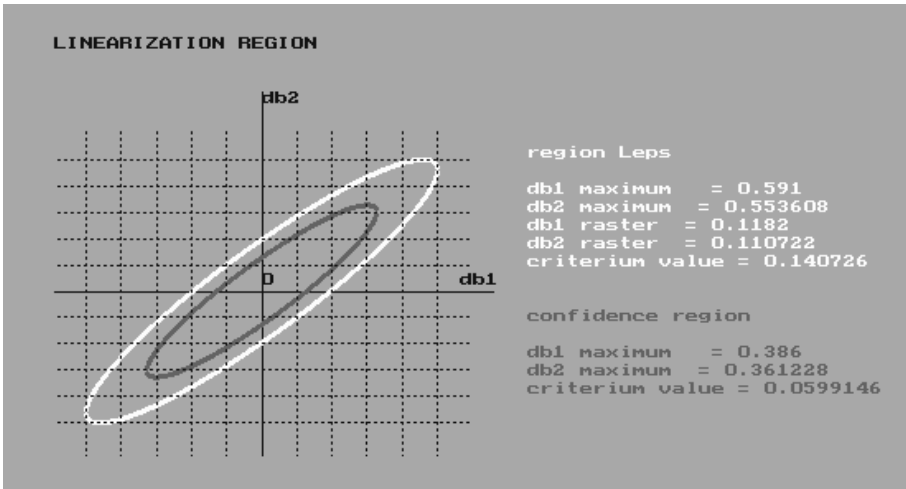 LINEARIZATION REGION
db2
0
db1
region Leps
db1 maximum = 0.591
db2 maximum = 0.553608
db1 raster = 0.1182
db2 raster = 0.110722
criterium value = 0.140726
confidence region
db1 maximum = 0.386
db2 maximum = 0.361228
criterium value = 0.0599146